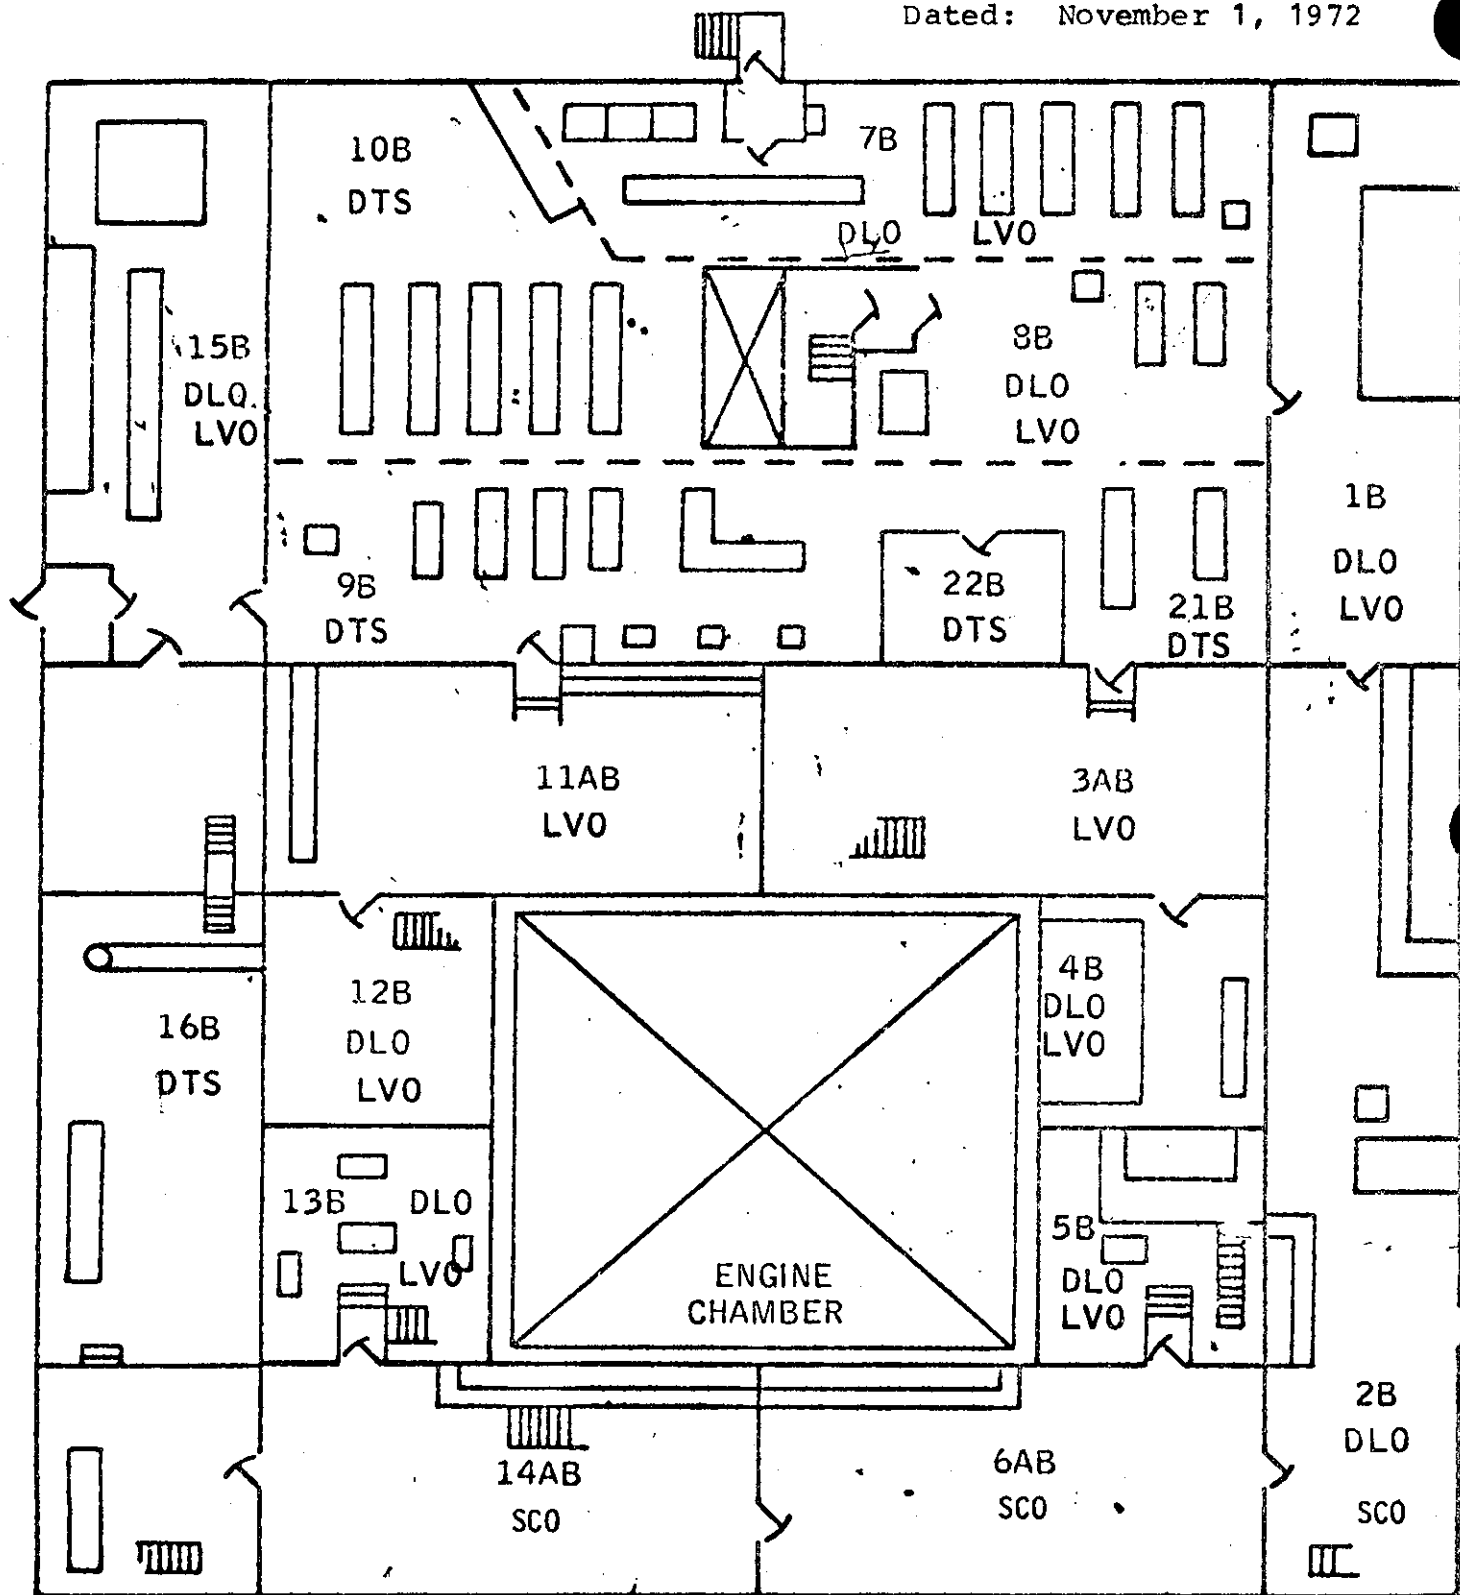 Dated: November 1, 1972
10B
DTS
7B
DLO LVO
15B
DLO
LVO
8B
DLO
LVO
1B
DLO
LVO
9B
DTS
22B
DTS
21B
DTS
11AB
LVO
3AB
LVO
12B
DLO
LVO
4B
DLO
LVO
16B
DTS
13B DLO
LVO
5B
DLO
LVO
ENGINE
CHAMBER
2B
DLO
SCO
14AB
SCO
6AB
SCO